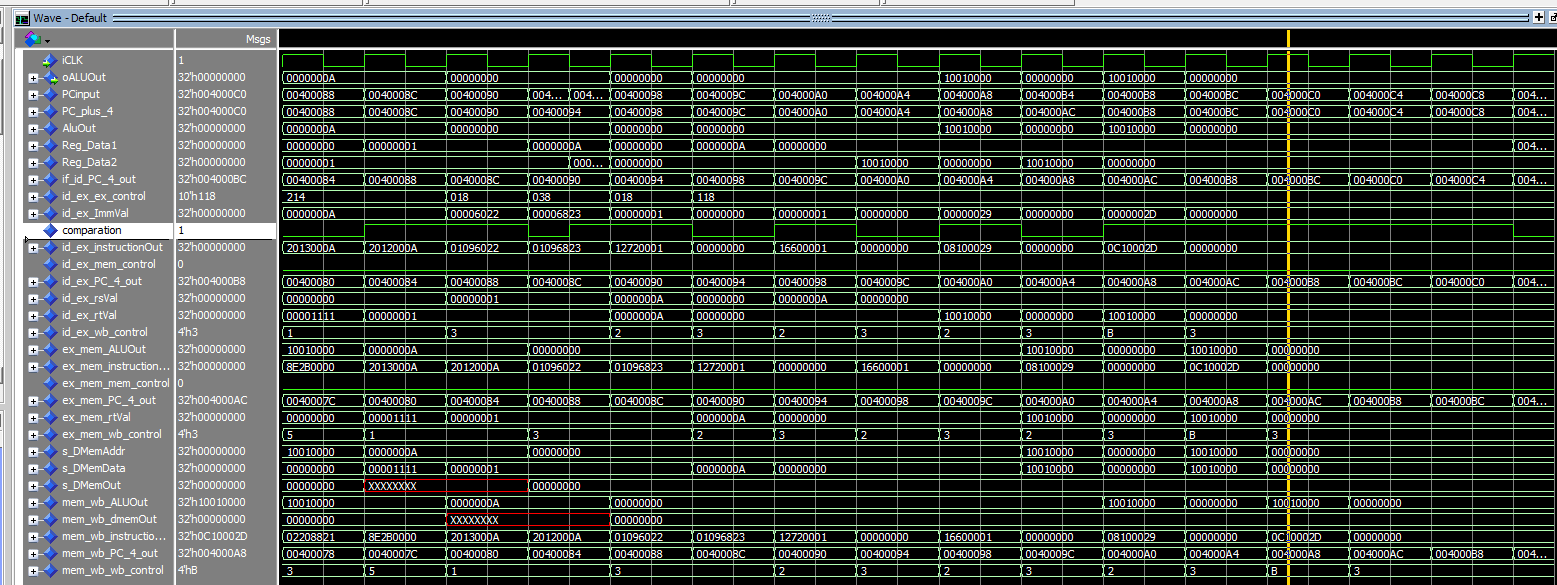 Wave - Default
Msgs
iCLK 1
oALUOut 32'h00000000 0000000A 00000000 00000000 00000000 10010000 00000000 10010000 00000000
PCinput 32'h004000C0 00400088 0040008C 00400090 004... 004... 00400098 0040009C 004000A0 004000A4 004000A8 004000B4 004000B8 004000BC 004000C0 004000C4 004000C8 004...
PC_plus_4 32'h004000C0 00400088 0040008C 00400090 00400094 00400098 0040009C 004000A0 004000A4 004000A8 004000AC 004000B8 004000BC 004000C0 004000C4 004000C8 004...
AluOut 32'h00000000 0000000A 00000000 00000000 00000000 10010000 00000000 10010000 00000000
Reg_Data1 32'h00000000 00000000 00000001 0000000A 00000000 0000000A 00000000 004...
Reg_Data2 32'h00000000 00000001 000... 00000000 10010000 00000000 10010000 00000000
if_id_PC_4_out 32'h004000BC 00400084 00400088 0040008C 00400090 00400094 00400098 0040009C 004000A0 004000A4 004000A8 004000AC 004000B8 004000BC 004000C0 004000C4 004...
id_ex_ex_control 10'h118 214 018 038 018 118
id_ex_ImmVal 32'h00000000 0000000A 00006022 00006823 00000001 00000000 00000001 00000000 00000029 00000000 0000002D 00000000
comparation 1
id_ex_instructionOut 32'h00000000 2013000A 2012000A 01096022 01096823 12720001 00000000 16600001 00000000 08100029 00000000 0C10002D 00000000
id_ex_mem_control 0
id_ex_PC_4_out 32'h004000B8 00400080 00400084 00400088 0040008C 00400090 00400094 00400098 0040009C 004000A0 004000A4 004000A8 004000AC 004000B8 004000BC 004000C0 004...
id_ex_rsVal 32'h00000000 00000000 00000001 0000000A 00000000 0000000A 00000000
id_ex_rtVal 32'h00000000 00001111 00000001 0000000A 00000000 10010000 00000000 10010000 00000000
id_ex_wb_control 4'h3 1 3 2 3 2 3 2 3 B 3
ex_mem_ALUOut 32'h00000000 10010000 0000000A 00000000 10010000 00000000 10010000 00000000
ex_mem_instruction... 32'h00000000 8E2B0000 2013000A 2012000A 01096022 01096823 12720001 00000000 16600001 00000000 08100029 00000000 0C10002D 00000000
ex_mem_mem_control 0
ex_mem_PC_4_out 32'h004000AC 0040007C 00400080 00400084 00400088 0040008C 00400090 00400094 00400098 0040009C 004000A0 004000A4 004000A8 004000AC 004000B8 004000BC 004...
ex_mem_rtVal 32'h00000000 00000000 00001111 00000001 0000000A 00000000 10010000 00000000 10010000 00000000
ex_mem_wb_control 4'h3 5 1 3 2 3 2 3 2 3 B 3
s_DMemAddr 32'h00000000 10010000 0000000A 00000000 10010000 00000000 10010000 00000000
s_DMemData 32'h00000000 00000000 00001111 00000001 0000000A 00000000 10010000 00000000 10010000 00000000
s_DMemOut 32'h00000000 00000000 XXXXXXXX 00000000
mem_wb_ALUOut 32'h10010000 10010000 0000000A 00000000 10010000 00000000 10010000 00000000
mem_wb_dmemOut 32'h00000000 00000000 XXXXXXXX 00000000
mem_wb_instructio... 32'h0C10002D 02208821 8E2B0000 2013000A 2012000A 01096022 01096823 12720001 00000000 16600001 00000000 08100029 00000000 0C10002D 00000000
mem_wb_PC_4_out 32'h004000A8 00400078 0040007C 00400080 00400084 00400088 0040008C 00400090 00400094 00400098 0040009C 004000A0 004000A4 004000A8 004000AC 004000B8 004...
mem_wb_wb_control 4'hB 3 5 1 3 2 3 2 3 2 3 B 3